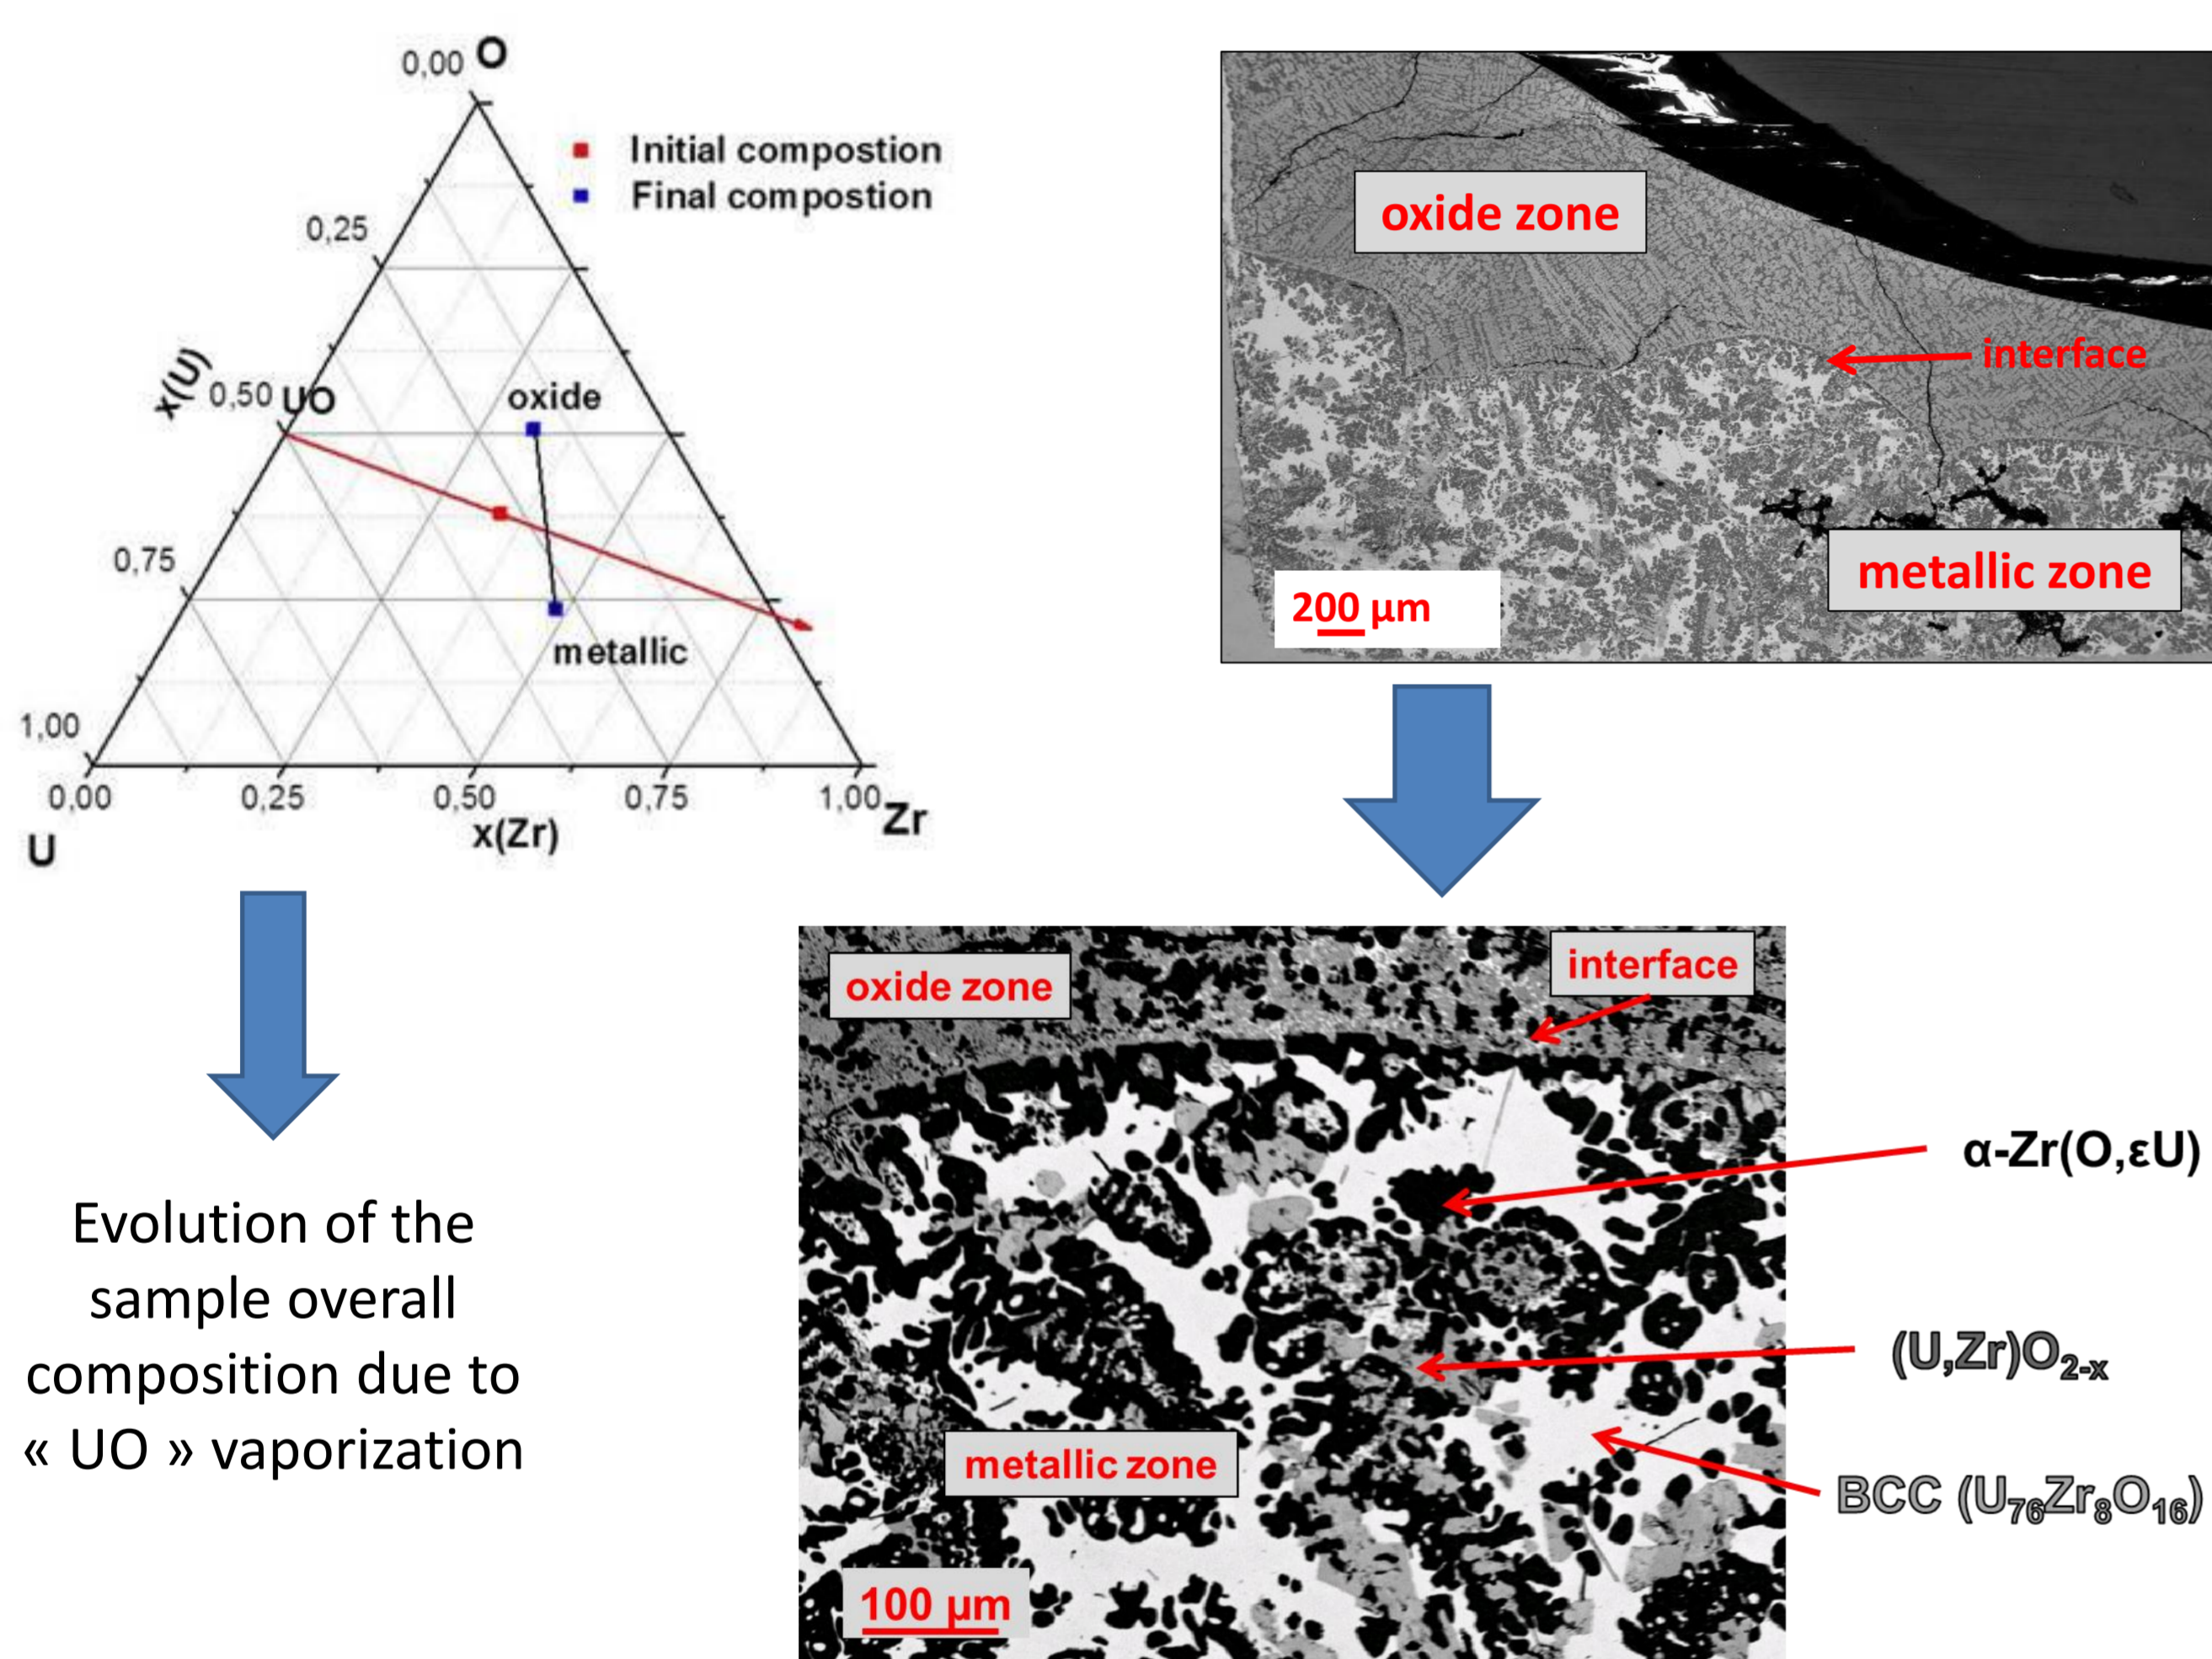 0,00 O
Initial compostion
Final compostion
0,25
x(U)
0,50 UO
oxide
0,75
metallic
1,00
0,00 0,25 0,50 0,75 1,00 Zr
U
x(Zr)
oxide zone
interface
metallic zone
200 µm
Evolution of the
sample overall
composition due to
« UO » vaporization
oxide zone
interface
metallic zone
100 µm
α-Zr(O,εU)
(U,Zr)O₂₋ₓ
BCC (U₇₆Zr₈O₁₆)